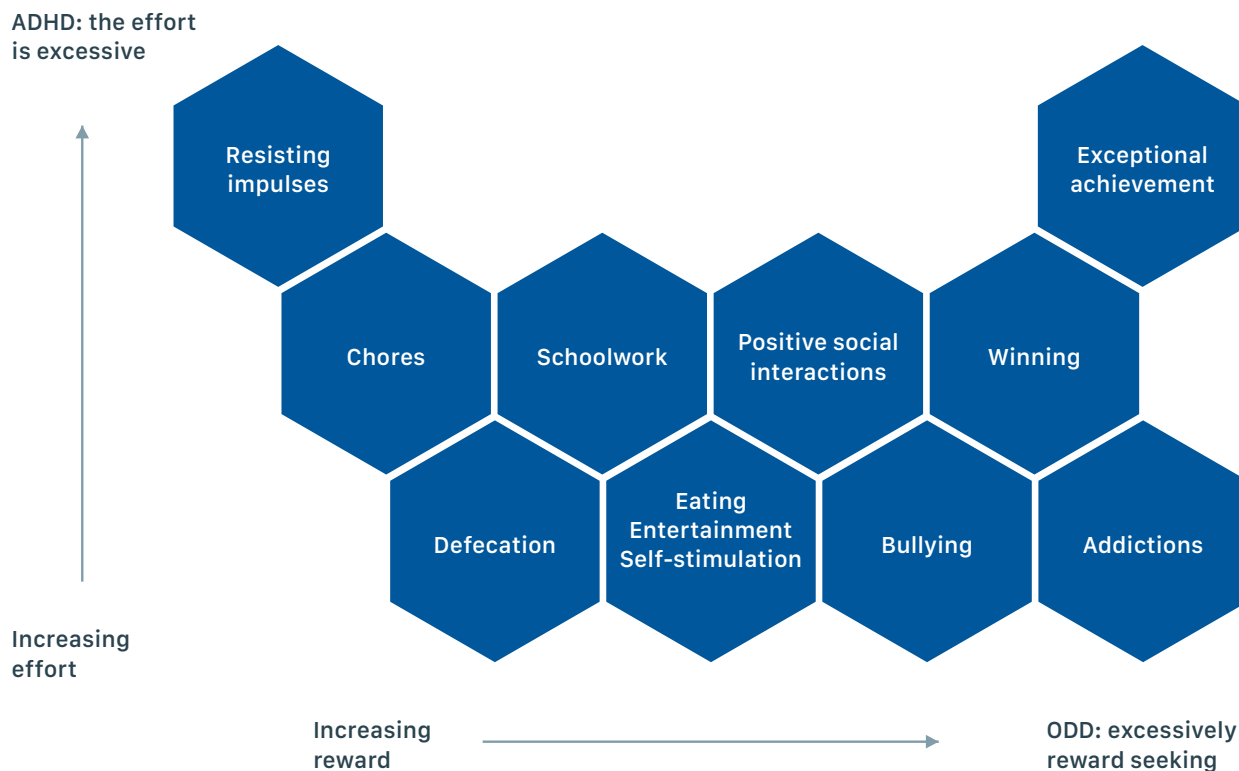 ADHD: the effort
is excessive
Resisting
impulses
Exceptional
achievement
Chores
Schoolwork
Positive social
interactions
Winning
Defecation
Eating
Entertainment
Self-stimulation
Bullying
Addictions
Increasing
effort
Increasing
reward
ODD: excessively
reward seeking